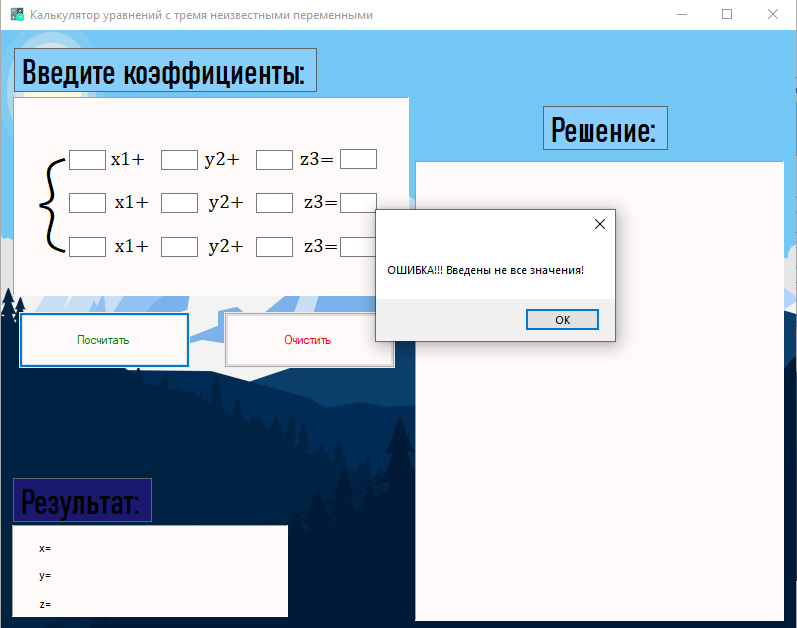 Калькулятор уравнений с тремя неизвестными переменными
Введите коэффициенты:
x1+ y2+ z3=
x1+ y2+ z3=
x1+ y2+ z3=
Посчитать
Очистить
Решение:
ОШИБКА!!! Введены не все значения!
OK
Результат:
x=
y=
z=